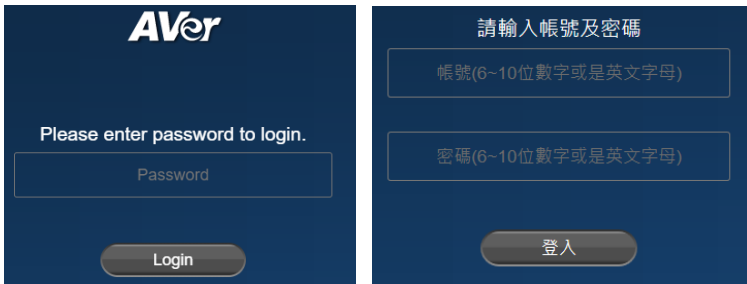 AVer
Please enter password to login.
Password
Login
請輸入帳號及密碼
帳號(6~10位數字或是英文字母)
密碼(6~10位數字或是英文字母)
登入